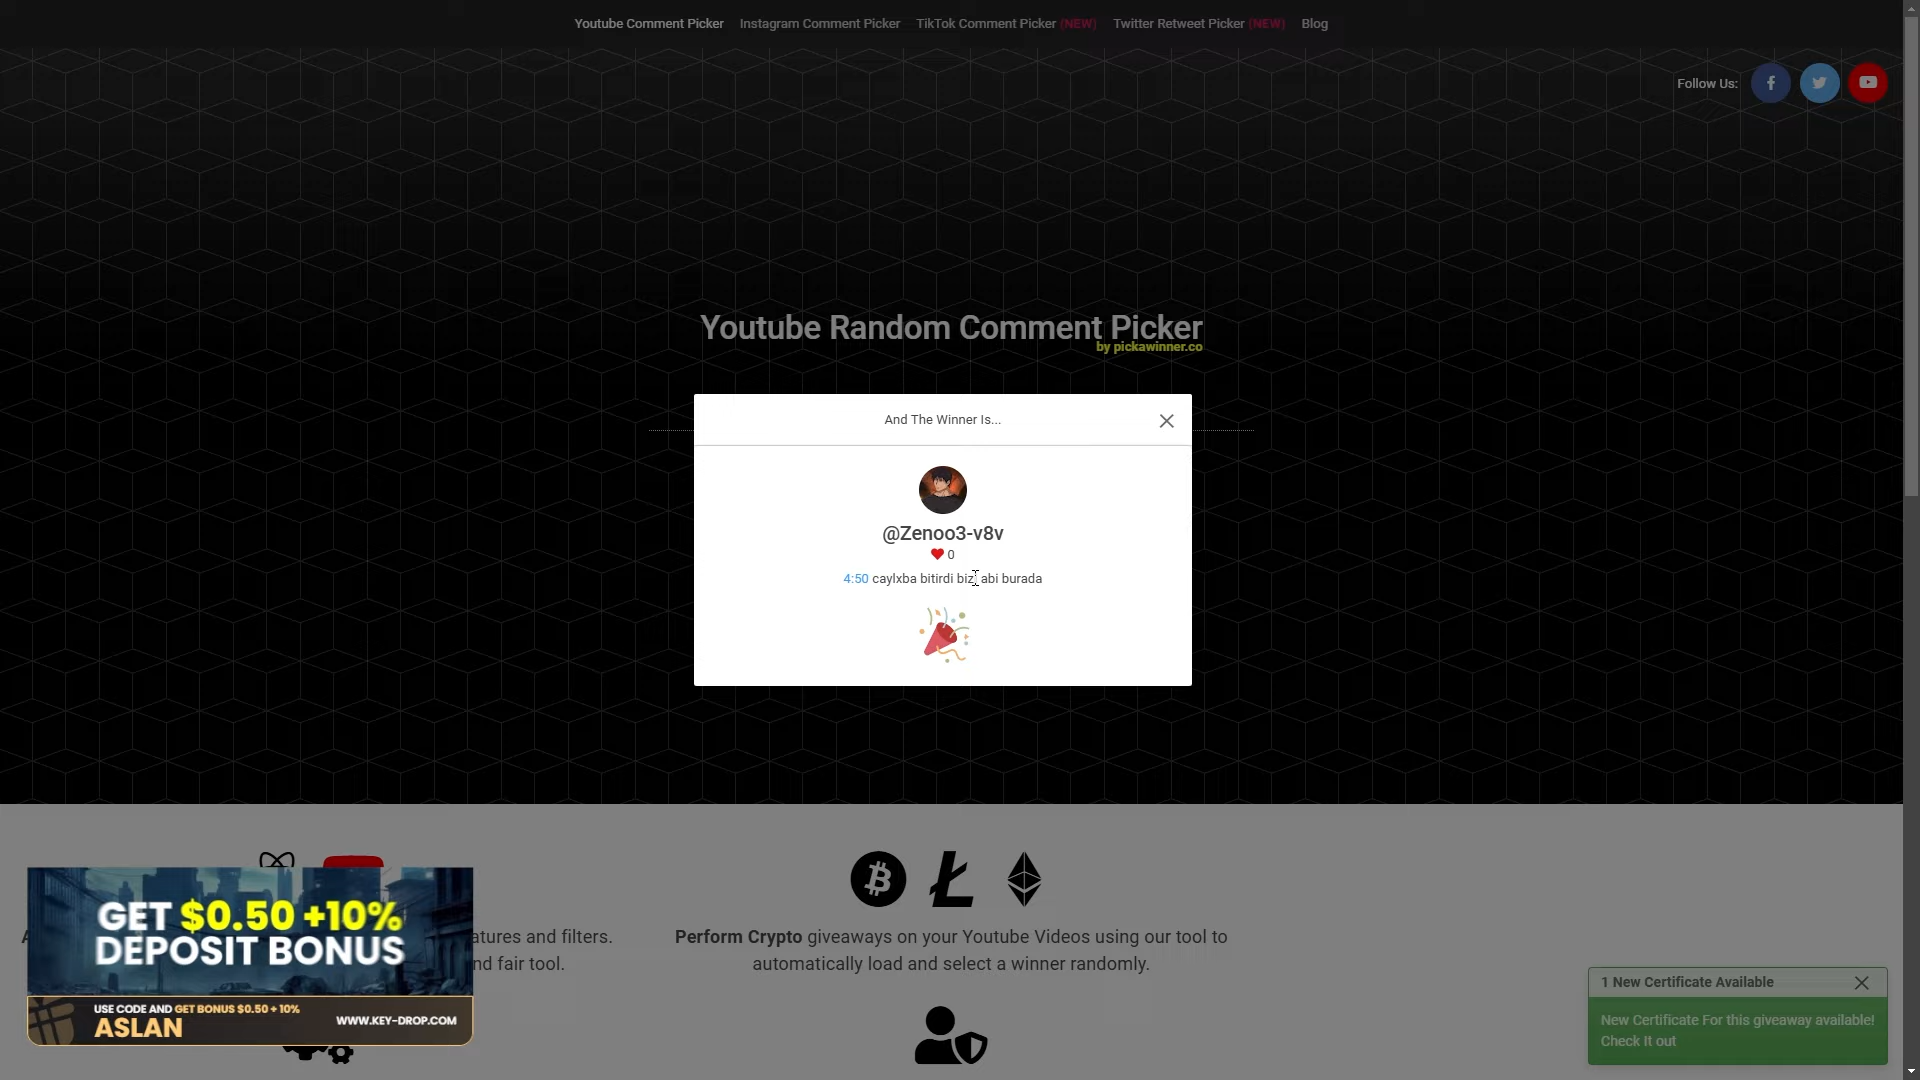 Youtube Comment Picker Instagram Comment Picker TikTok Comment Picker (NEW) Twitter Retweet Picker (NEW) Blog
Follow Us:
Youtube Random Comment Picker
by pickawinner.co
And The Winner Is...
@Zenoo3-v8v
0
4:50 caylxba bitirdi biz abi burada
GET $0.50 +10%
DEPOSIT BONUS
USE CODE AND GET BONUS $0.50 + 10%
ASLAN
WWW.KEY-DROP.COM
A
atures and filters.
nd fair tool.
Perform Crypto giveaways on your Youtube Videos using our tool to
automatically load and select a winner randomly.
1 New Certificate Available
New Certificate For this giveaway available!
Check It out